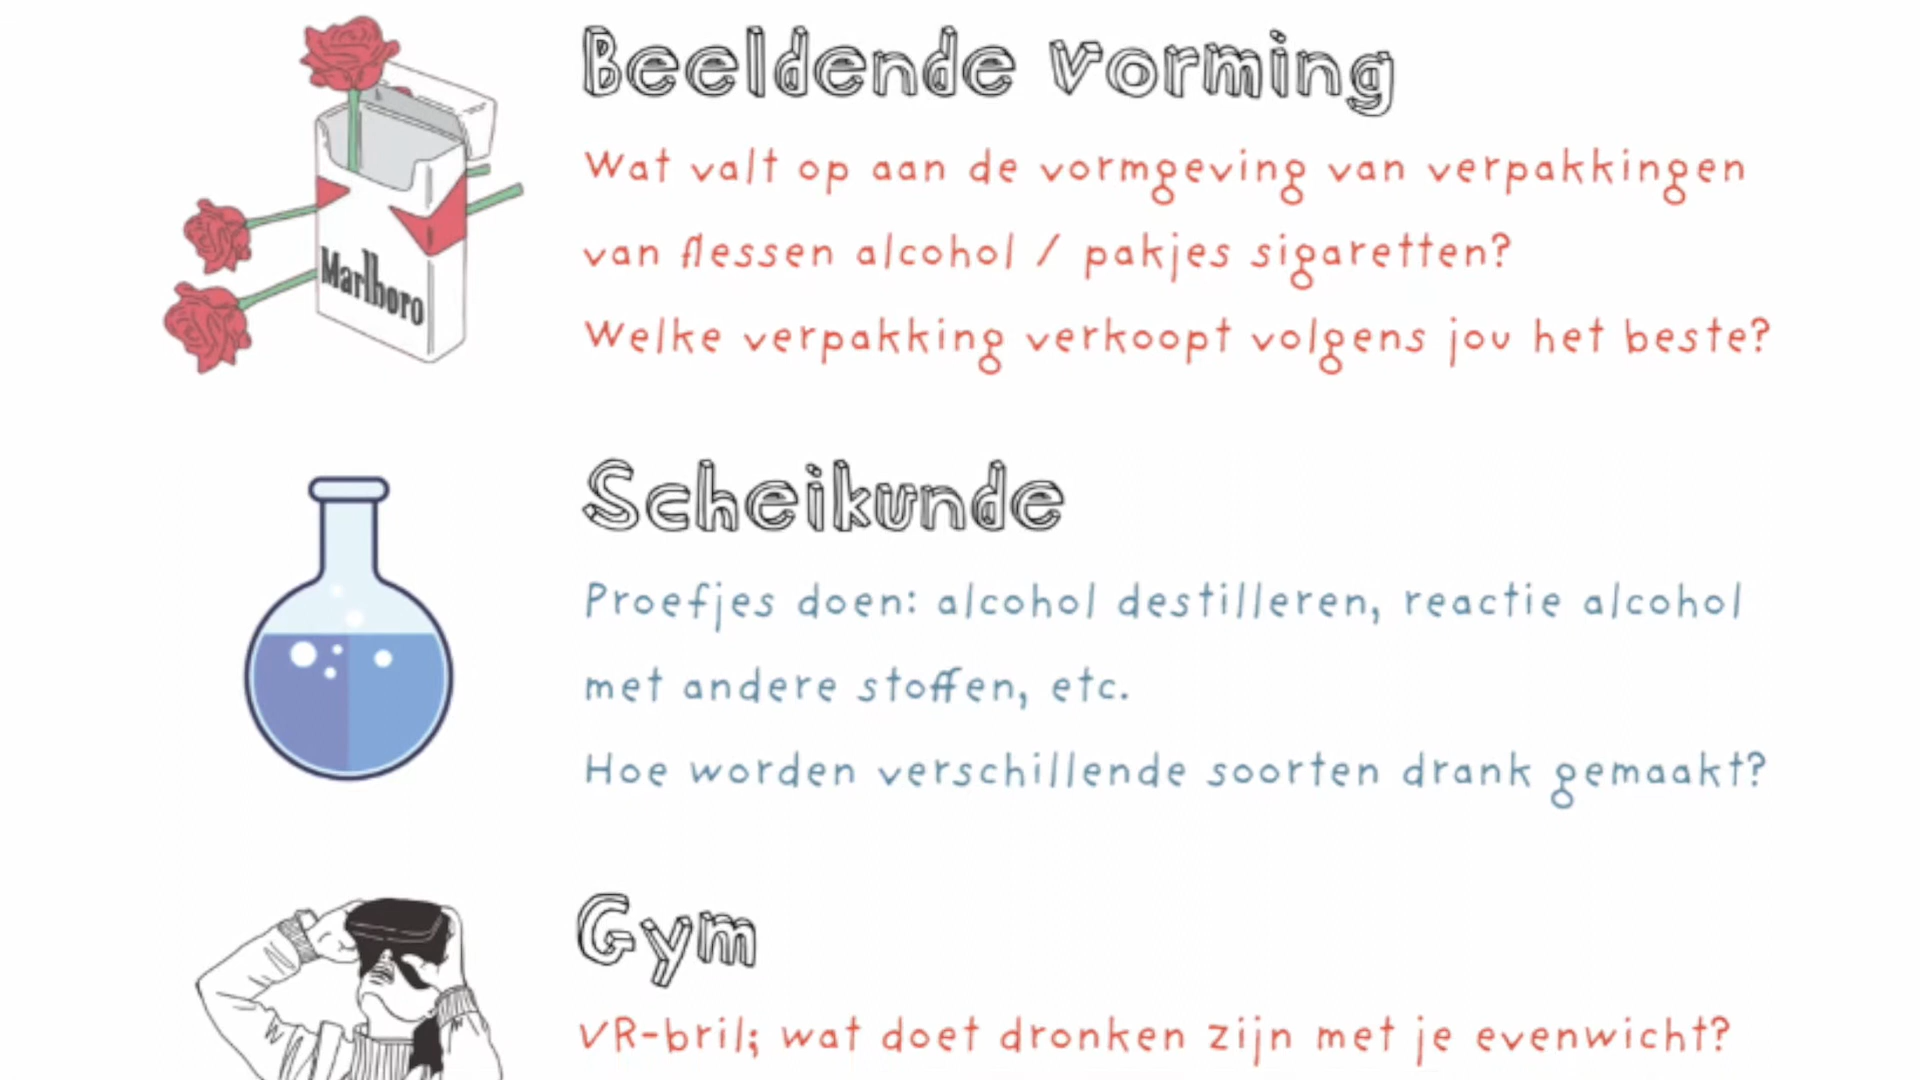 Beeldende vorming
Wat valt op aan de vormgeving van verpakkingen
van flessen alcohol / pakjes sigaretten?
Welke verpakking verkoopt volgens jou het beste?
Marlboro
Scheikunde
Proefjes doen: alcohol destilleren, reactie alcohol
met andere stoffen, etc.
Hoe worden verschillende soorten drank gemaakt?
Gym
VR-bril; wat doet dronken zijn met je evenwicht?